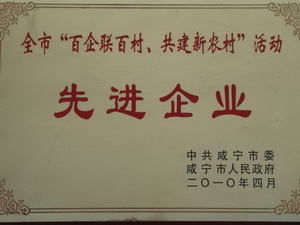 全市“百企联百村、共建新农村”活动
先进企业
中共咸宁市委
咸宁市人民政府
二〇一〇年四月